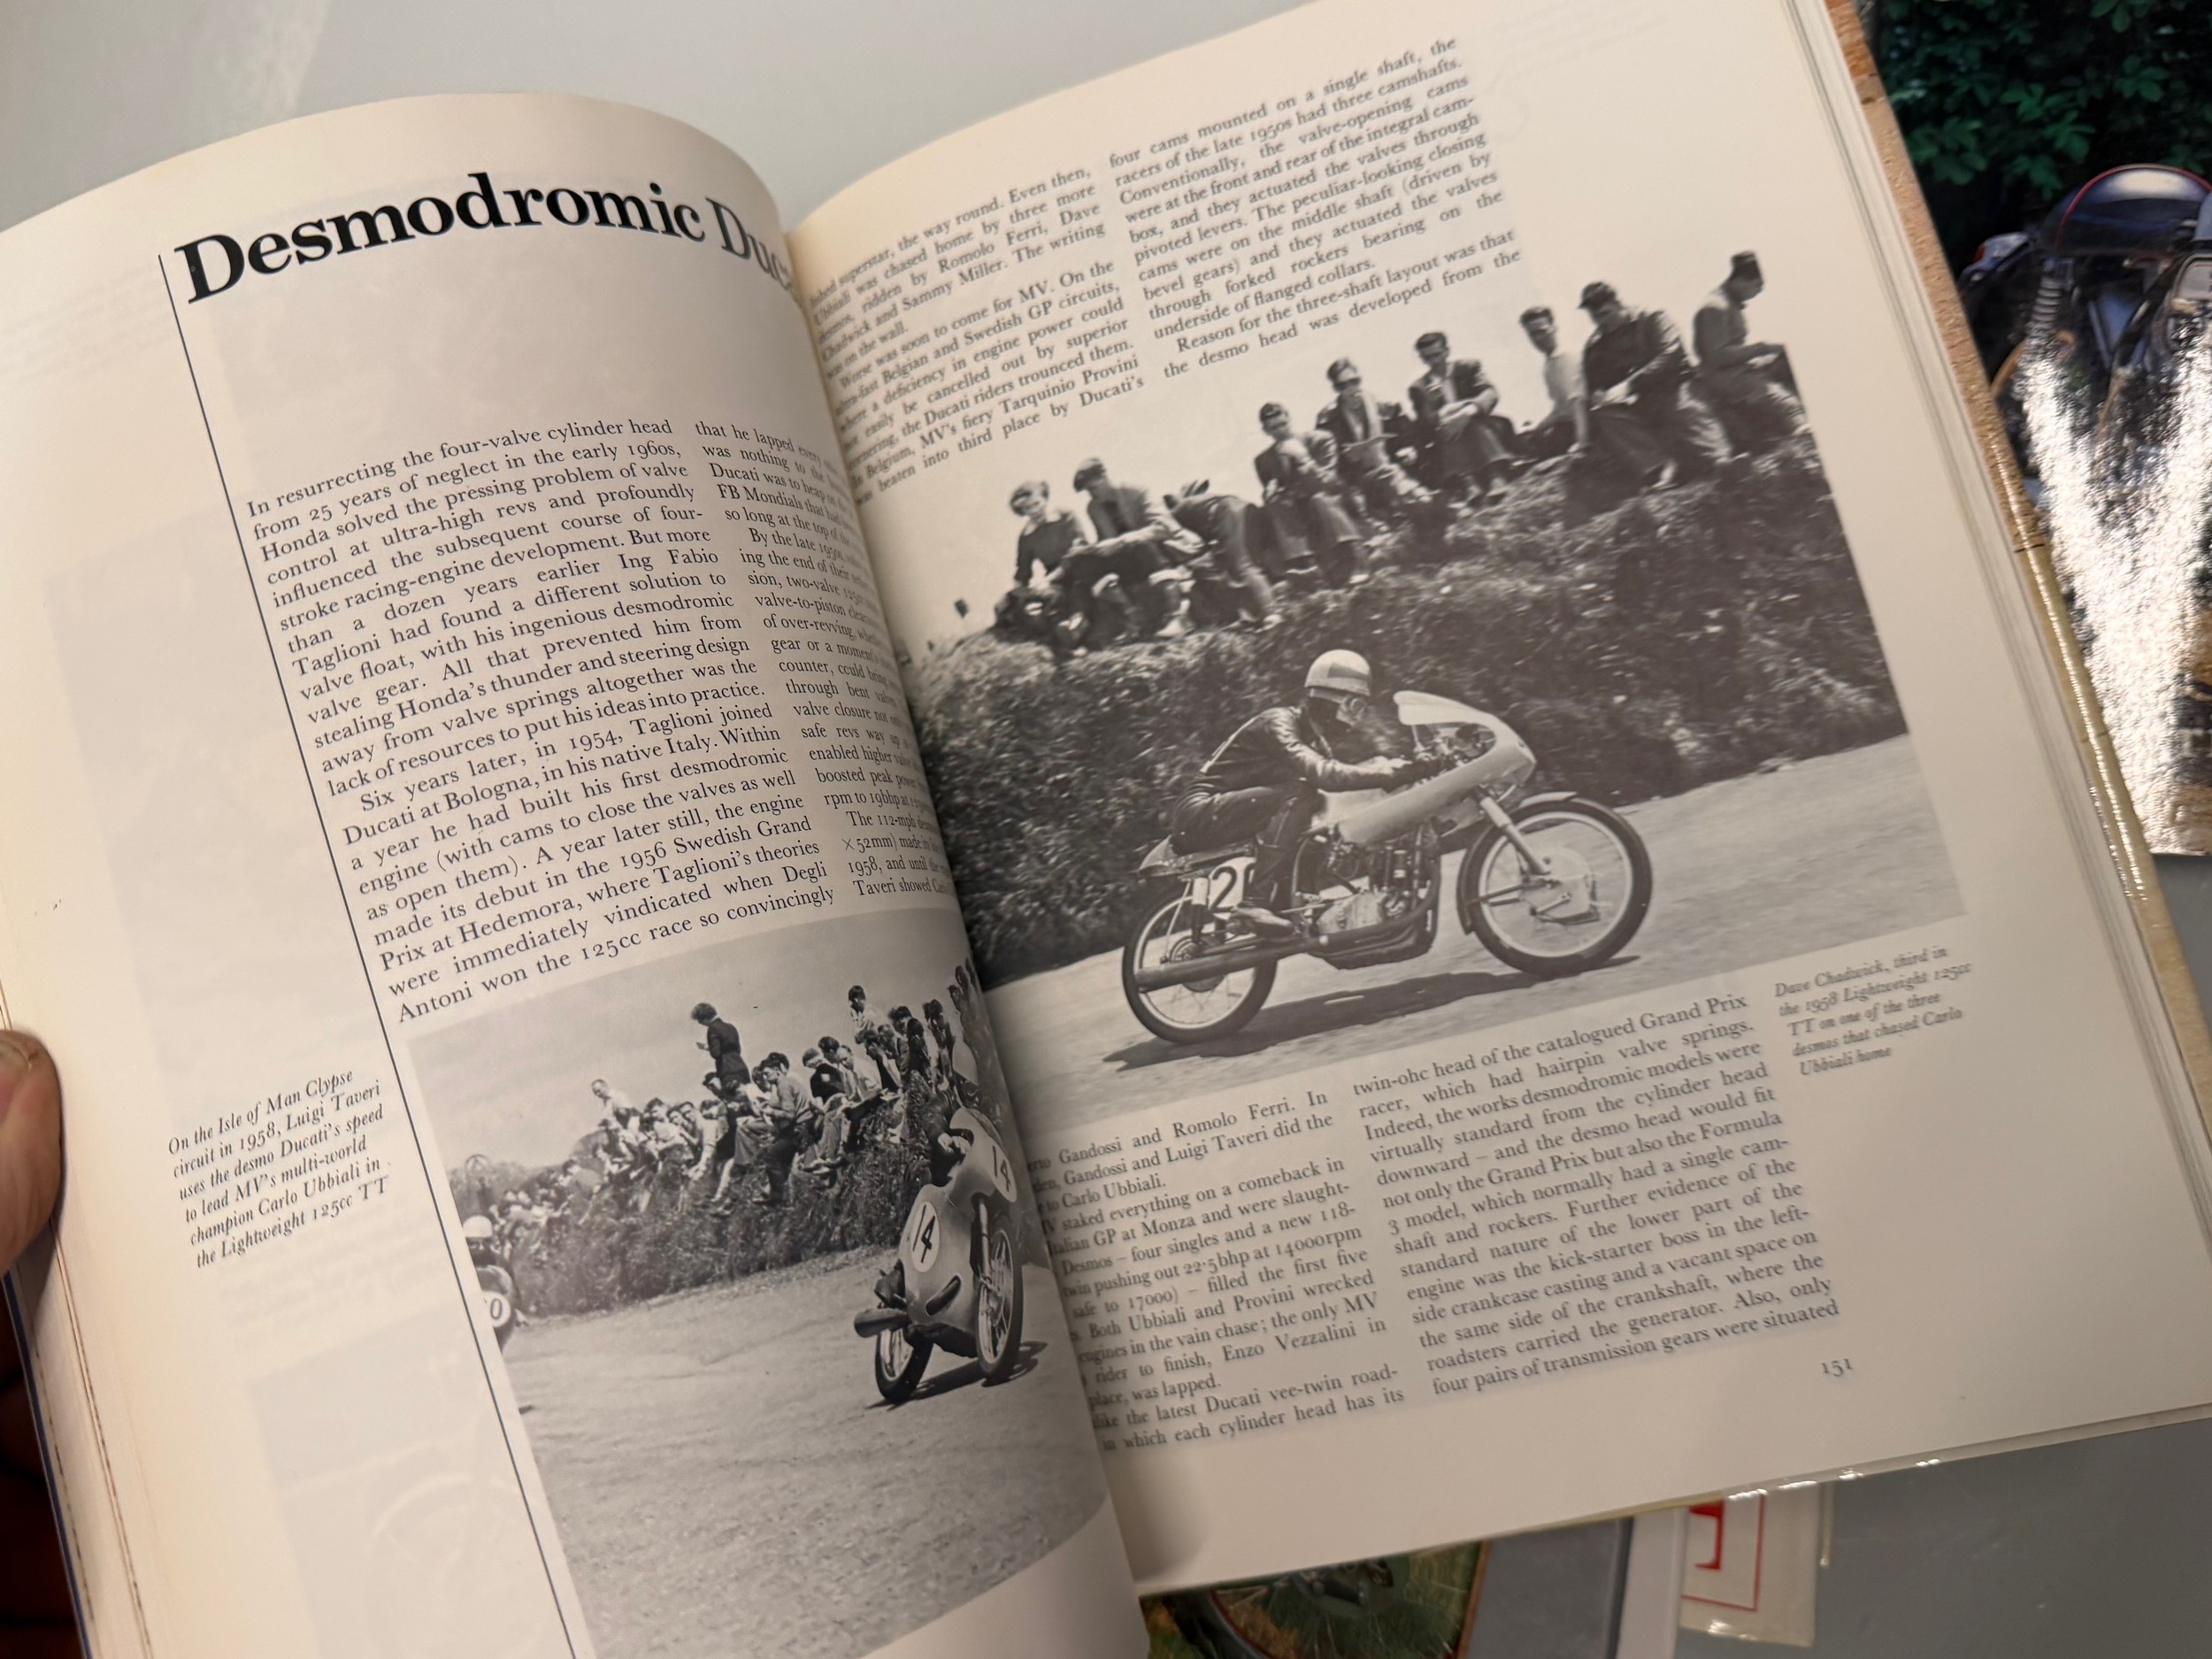 Desmodromic Duc
In resurrecting the four-valve cylinder head
from 25 years of neglect in the early 1960s,
Honda solved the pressing problem of valve
control at ultra-high revs and profoundly
influenced the subsequent course of four-
stroke racing-engine development. But more
than a dozen years earlier Ing Fabio
Taglioni had found a different solution to
valve float, with his ingenious desmodromic
valve gear. All that prevented him from
stealing Honda's thunder and steering design
away from valve springs altogether was the
lack of resources to put his ideas into practice.
Six years later, in 1954, Taglioni joined
Ducati at Bologna, in his native Italy. Within
a year he had built his first desmodromic
engine (with cams to close the valves as well
as open them). A year later still, the engine
made its debut in the 1956 Swedish Grand
Prix at Hedemora, where Taglioni's theories
were immediately vindicated when Degli
Antoni won the 125cc race so convincingly
that he lapped every
was nothing to the
Ducati was to heap on
FB Mondials that had
so long at the top of the
By the late 1950s,
ing the end of their
sion, two-valve 125cc
valve-to-piston
of over-revving,
gear or a moment's
counter, could bring
through bent
valve closure not
safe revs way up
enabled higher
boosted peak power
rpm to 19bhp at
The 112-mph
× 52mm) made
1958, and until the
Taveri showed
On the Isle of Man Clypse
circuit in 1958, Luigi Taveri
uses the desmo Ducati's speed
to lead MV's multi-world
champion Carlo Ubbiali in
the Lightweight 125cc TT
14
14
superstar, the way round. Even then,
Ubbiali was chased home by three more
desmos, ridden by Romolo Ferri, Dave
Chadwick and Sammy Miller. The writing
was on the wall.
Worse was soon to come for MV. On the
ultra-fast Belgian and Swedish GP circuits,
where a deficiency in engine power could
not easily be cancelled out by superior
the Ducati riders trounced them.
In Belgium, MV's fiery Tarquinio Provini
was beaten into third place by Ducati's
four cams mounted on a single shaft, the
racers of the late 1950s had three camshafts.
Conventionally, the valve-opening cams
were at the front and rear of the integral cam-
box, and they actuated the valves through
pivoted levers. The peculiar-looking closing
cams were on the middle shaft (driven by
bevel gears) and they actuated the valves
through forked rockers bearing on the
underside of flanged collars.
Reason for the three-shaft layout was that
the desmo head was developed from the
Dave Chadwick, third in
the 1958 Lightweight 125cc
TT on one of the three
desmos that chased Carlo
Ubbiali home
Gandossi and Romolo Ferri. In
Gandossi and Luigi Taveri did the
to Carlo Ubbiali.
staked everything on a comeback in
Italian GP at Monza and were slaught-
Desmos – four singles and a new 118-
twin pushing out 22·5bhp at 14000rpm
safe to 17000) – filled the first five
Both Ubbiali and Provini wrecked
engines in the vain chase; the only MV
rider to finish, Enzo Vezzalini in
place, was lapped.
like the latest Ducati vee-twin road-
in which each cylinder head has its
twin-ohc head of the catalogued Grand Prix
racer, which had hairpin valve springs.
Indeed, the works desmodromic models were
virtually standard from the cylinder head
downward – and the desmo head would fit
not only the Grand Prix but also the Formula
3 model, which normally had a single cam-
shaft and rockers. Further evidence of the
standard nature of the lower part of the
engine was the kick-starter boss in the left-
side crankcase casting and a vacant space on
the same side of the crankshaft, where the
roadsters carried the generator. Also, only
four pairs of transmission gears were situated
151